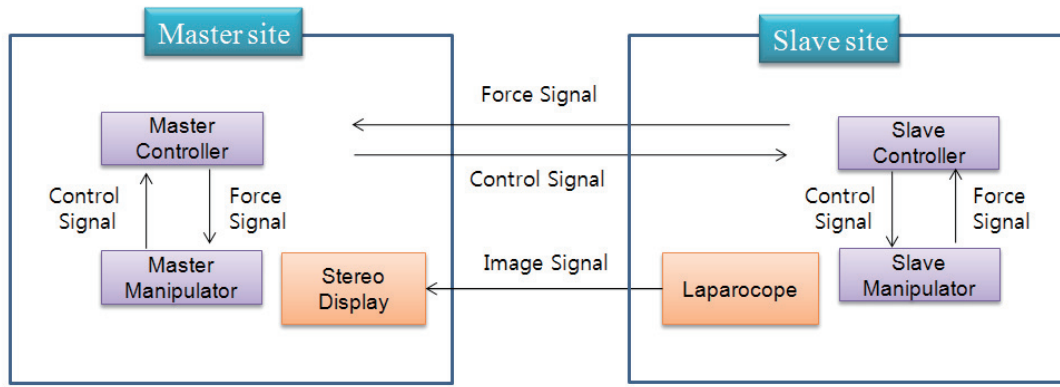 Master site
Slave site
Force Signal
Control Signal
Image Signal
Master
Controller
Control
Signal
Force
Signal
Master
Manipulator
Stereo
Display
Laparocope
Slave
Controller
Control
Signal
Force
Signal
Slave
Manipulator